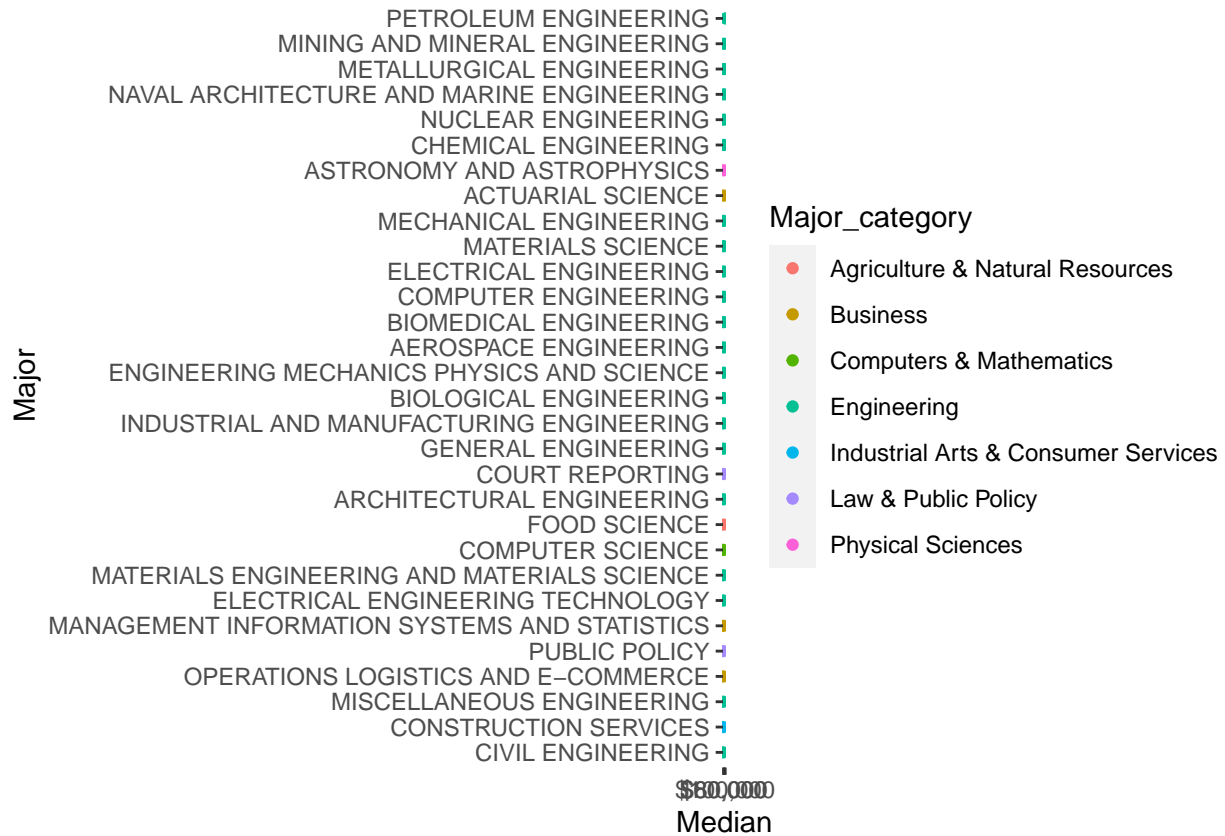 PETROLEUM ENGINEERING
MINING AND MINERAL ENGINEERING
METALLURGICAL ENGINEERING
NAVAL ARCHITECTURE AND MARINE ENGINEERING
NUCLEAR ENGINEERING
CHEMICAL ENGINEERING
ASTRONOMY AND ASTROPHYSICS
ACTUARIAL SCIENCE
MECHANICAL ENGINEERING
MATERIALS SCIENCE
ELECTRICAL ENGINEERING
COMPUTER ENGINEERING
BIOMEDICAL ENGINEERING
AEROSPACE ENGINEERING
ENGINEERING MECHANICS PHYSICS AND SCIENCE
BIOLOGICAL ENGINEERING
INDUSTRIAL AND MANUFACTURING ENGINEERING
GENERAL ENGINEERING
COURT REPORTING
ARCHITECTURAL ENGINEERING
FOOD SCIENCE
COMPUTER SCIENCE
MATERIALS ENGINEERING AND MATERIALS SCIENCE
ELECTRICAL ENGINEERING TECHNOLOGY
MANAGEMENT INFORMATION SYSTEMS AND STATISTICS
PUBLIC POLICY
OPERATIONS LOGISTICS AND E−COMMERCE
MISCELLANEOUS ENGINEERING
CONSTRUCTION SERVICES
CIVIL ENGINEERING
Major
Median
Major_category
Agriculture & Natural Resources
Business
Computers & Mathematics
Engineering
Industrial Arts & Consumer Services
Law & Public Policy
Physical Sciences